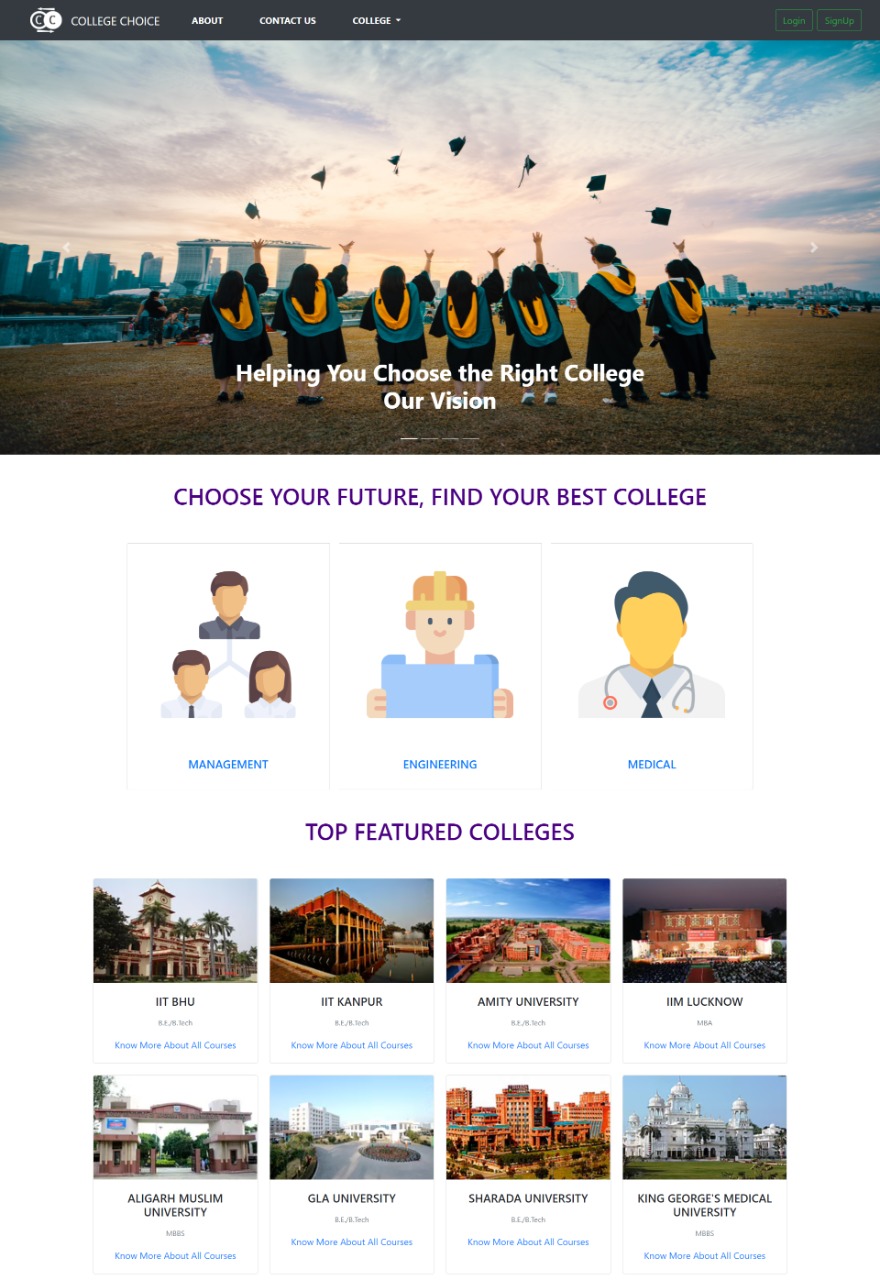 CC COLLEGE CHOICE ABOUT CONTACT US COLLEGE Login SignUp
Helping You Choose the Right College
Our Vision
CHOOSE YOUR FUTURE, FIND YOUR BEST COLLEGE
MANAGEMENT ENGINEERING MEDICAL
TOP FEATURED COLLEGES
IIT BHU
B.E./B.Tech
Know More About All Courses
IIT KANPUR
B.E./B.Tech
Know More About All Courses
AMITY UNIVERSITY
B.E./B.Tech
Know More About All Courses
IIM LUCKNOW
MBA
Know More About All Courses
ALIGARH MUSLIM
UNIVERSITY
MBBS
Know More About All Courses
GLA UNIVERSITY
B.E./B.Tech
Know More About All Courses
SHARADA UNIVERSITY
B.E./B.Tech
Know More About All Courses
KING GEORGE'S MEDICAL
UNIVERSITY
MBBS
Know More About All Courses